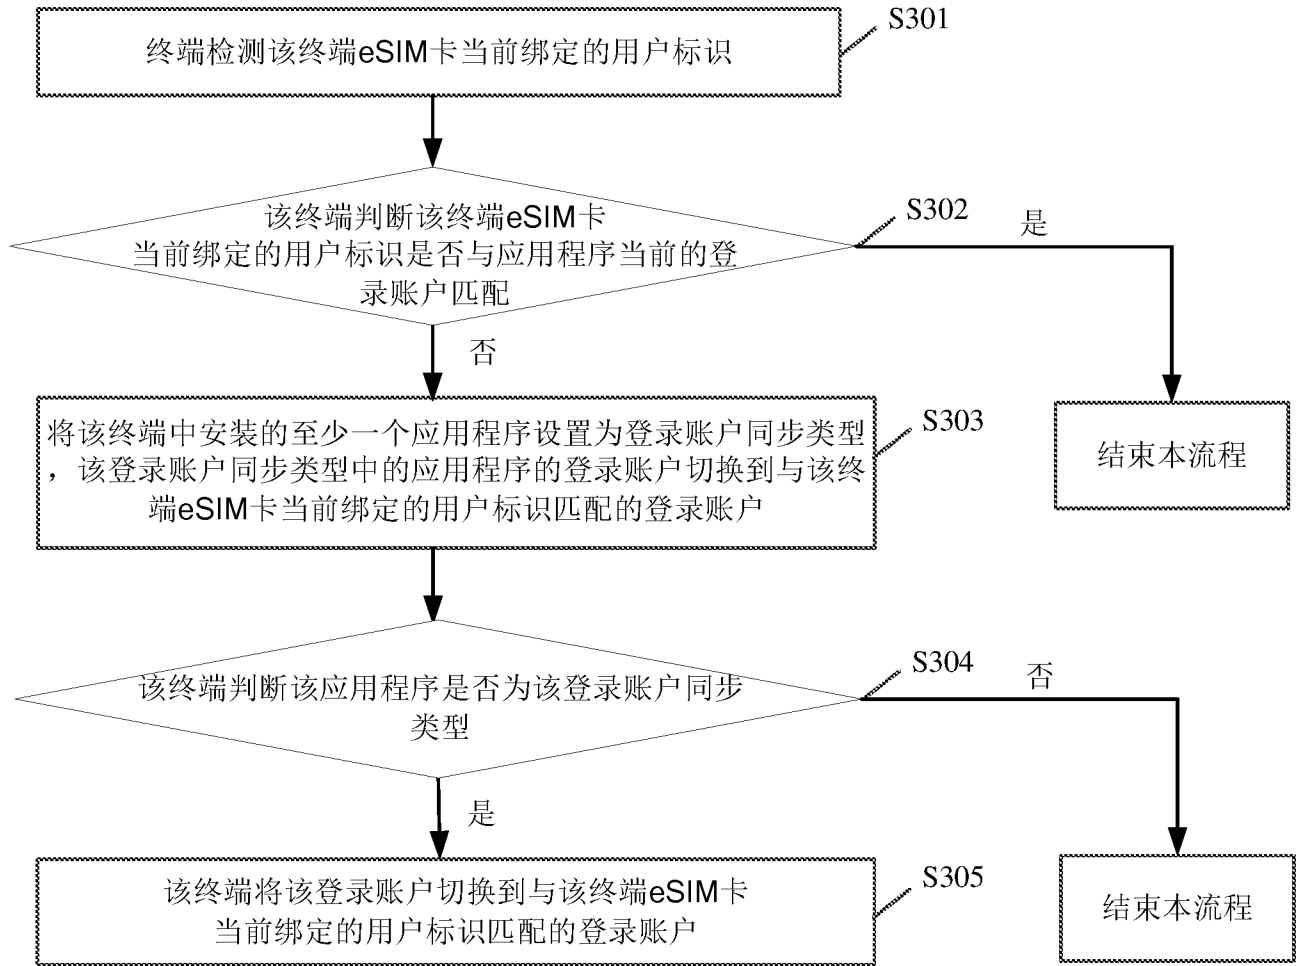 S301
终端检测该终端eSIM卡当前绑定的用户标识
S302
是
该终端判断该终端eSIM卡
当前绑定的用户标识是否与应用程序当前的登
录账户匹配
否
S303
将该终端中安装的至少一个应用程序设置为登录账户同步类型
，该登录账户同步类型中的应用程序的登录账户切换到与该终
端eSIM卡当前绑定的用户标识匹配的登录账户
结束本流程
S304
否
该终端判断该应用程序是否为该登录账户同步
类型
是
S305
该终端将该登录账户切换到与该终端eSIM卡
当前绑定的用户标识匹配的登录账户
结束本流程